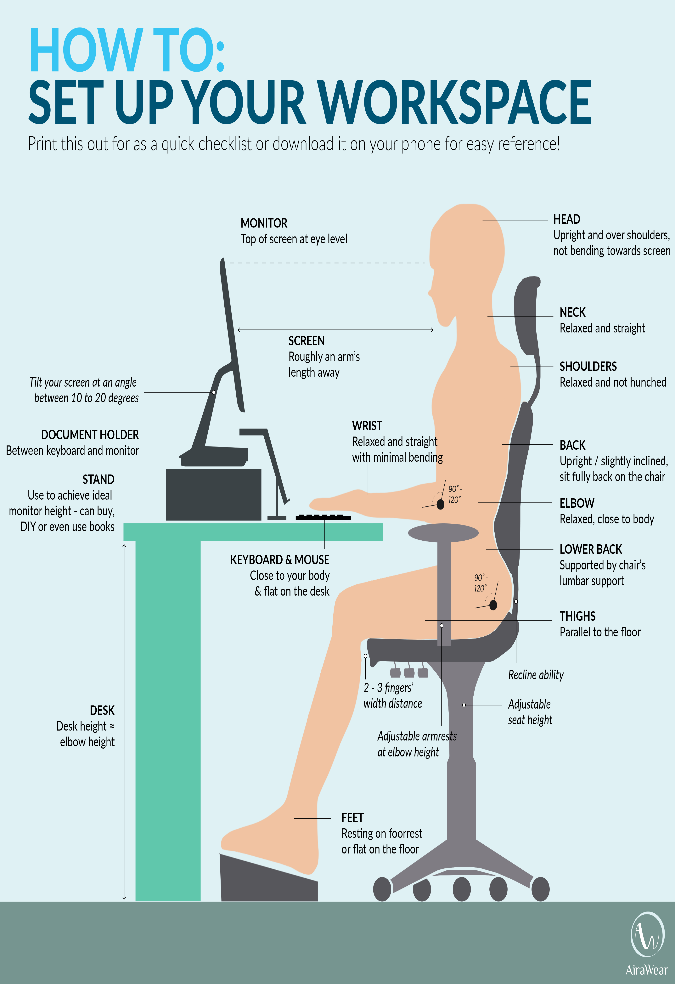 HOW TO:
SET UP YOUR WORKSPACE
Print this out for as a quick checklist or download it on your phone for easy reference!
MONITOR
Top of screen at eye level
HEAD
Upright and over shoulders,
not bending towards screen
NECK
Relaxed and straight
SCREEN
Roughly an arm's
length away
SHOULDERS
Relaxed and not hunched
Tilt your screen at an angle
between 10 to 20 degrees
WRIST
Relaxed and straight
with minimal bending
DOCUMENT HOLDER
Between keyboard and monitor
BACK
Upright / slightly inclined,
sit fully back on the chair
STAND
Use to achieve ideal
monitor height - can buy,
DIY or even use books
90° -
120°
ELBOW
Relaxed, close to body
KEYBOARD & MOUSE
Close to your body
& flat on the desk
LOWER BACK
Supported by chair's
lumbar support
90° -
120°
THIGHS
Parallel to the floor
Recline ability
2 - 3 fingers'
width distance
Adjustable
seat height
DESK
Desk height ≈
elbow height
Adjustable armrests
at elbow height
FEET
Resting on foorrest
or flat on the floor
AW
AiraWear